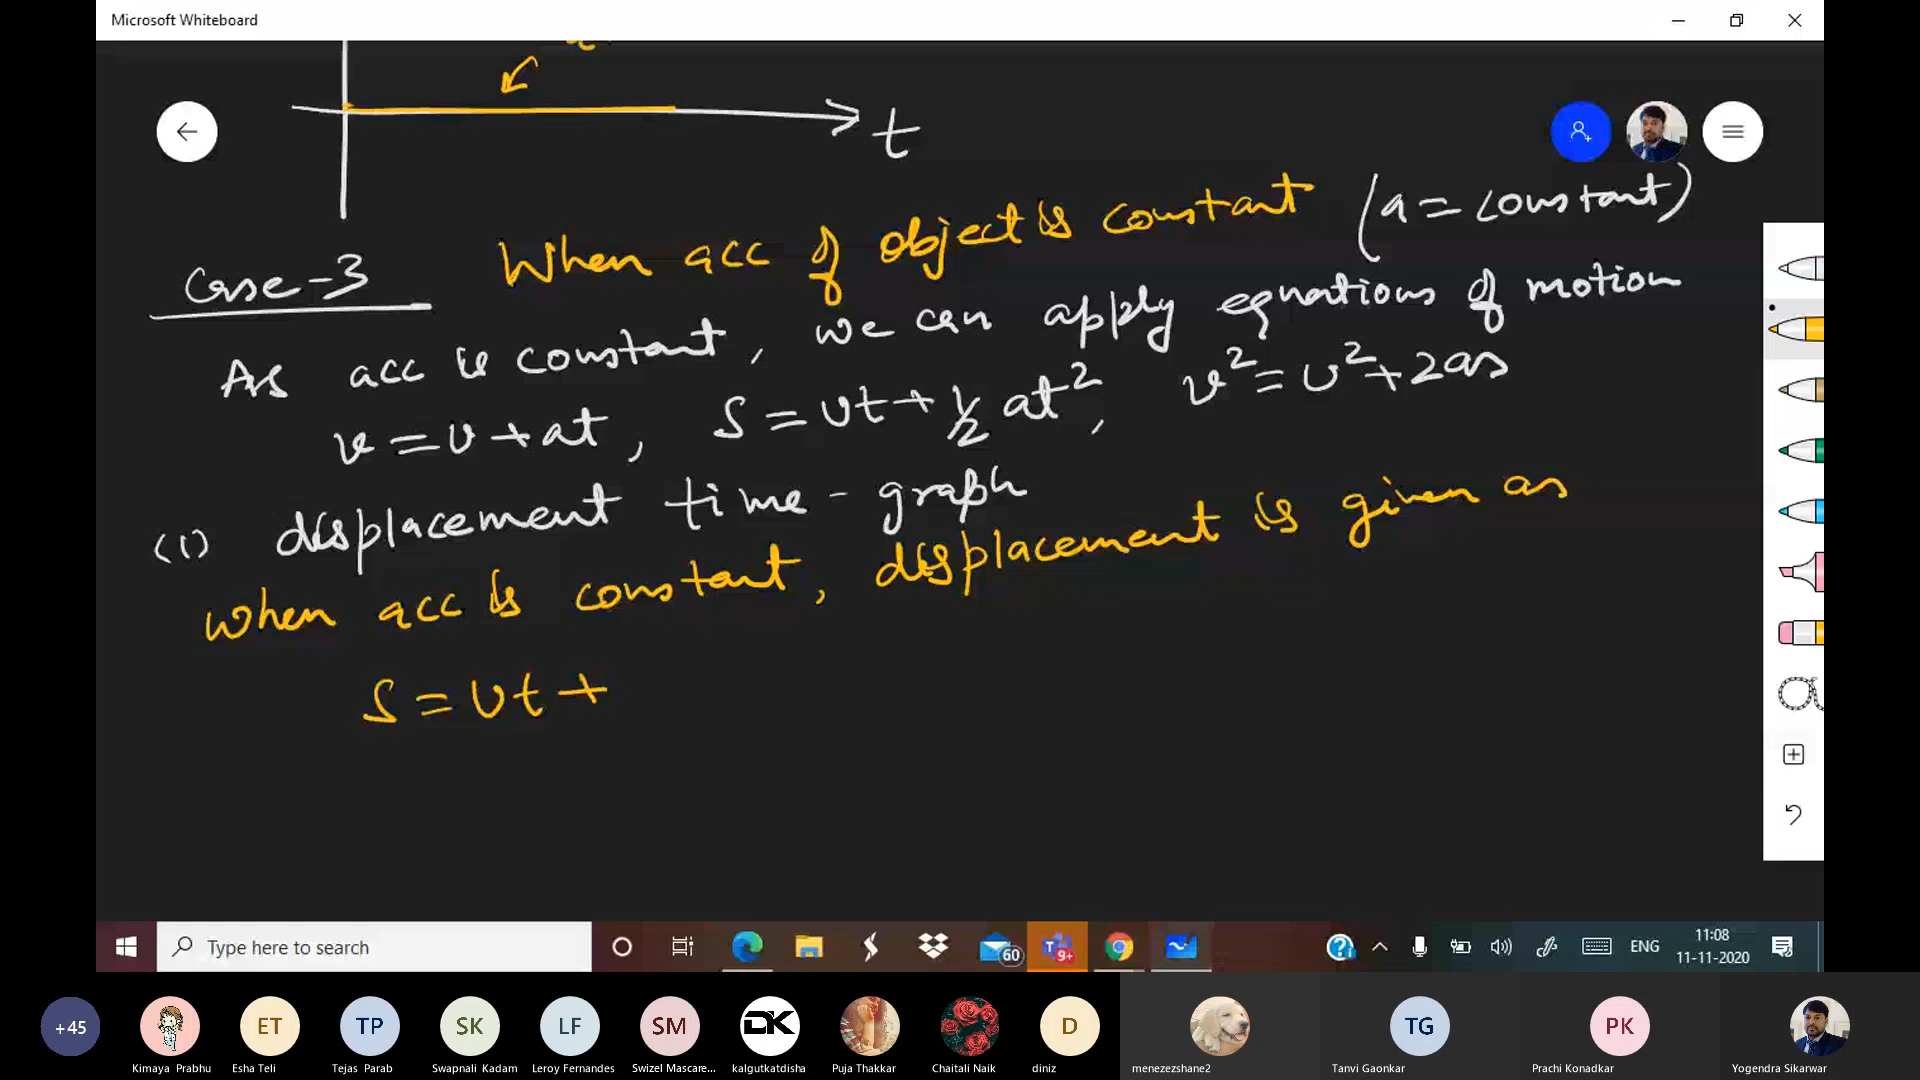 Microsoft Whiteboard
t
Case-3 When acc of object is constant (a = constant)
As acc is constant, we can apply equations of motion
v = u + at, s = ut + 1/2 at², v² = u² + 2as
(1) displacement time - graph
when acc is constant, displacement is given as
s = ut +
Type here to search
60
9+
ENG
11:08
11-11-2020
+45
ET
TP
SK
LF
SM
DK
D
TG
PK
Kimaya Prabhu
Esha Teli
Tejas Parab
Swapnali Kadam
Leroy Fernandes
Swizel Mascare...
kalgutkatdisha
Puja Thakkar
Chaitali Naik
diniz
menezezshane2
Tanvi Gaonkar
Prachi Konadkar
Yogendra Sikarwar